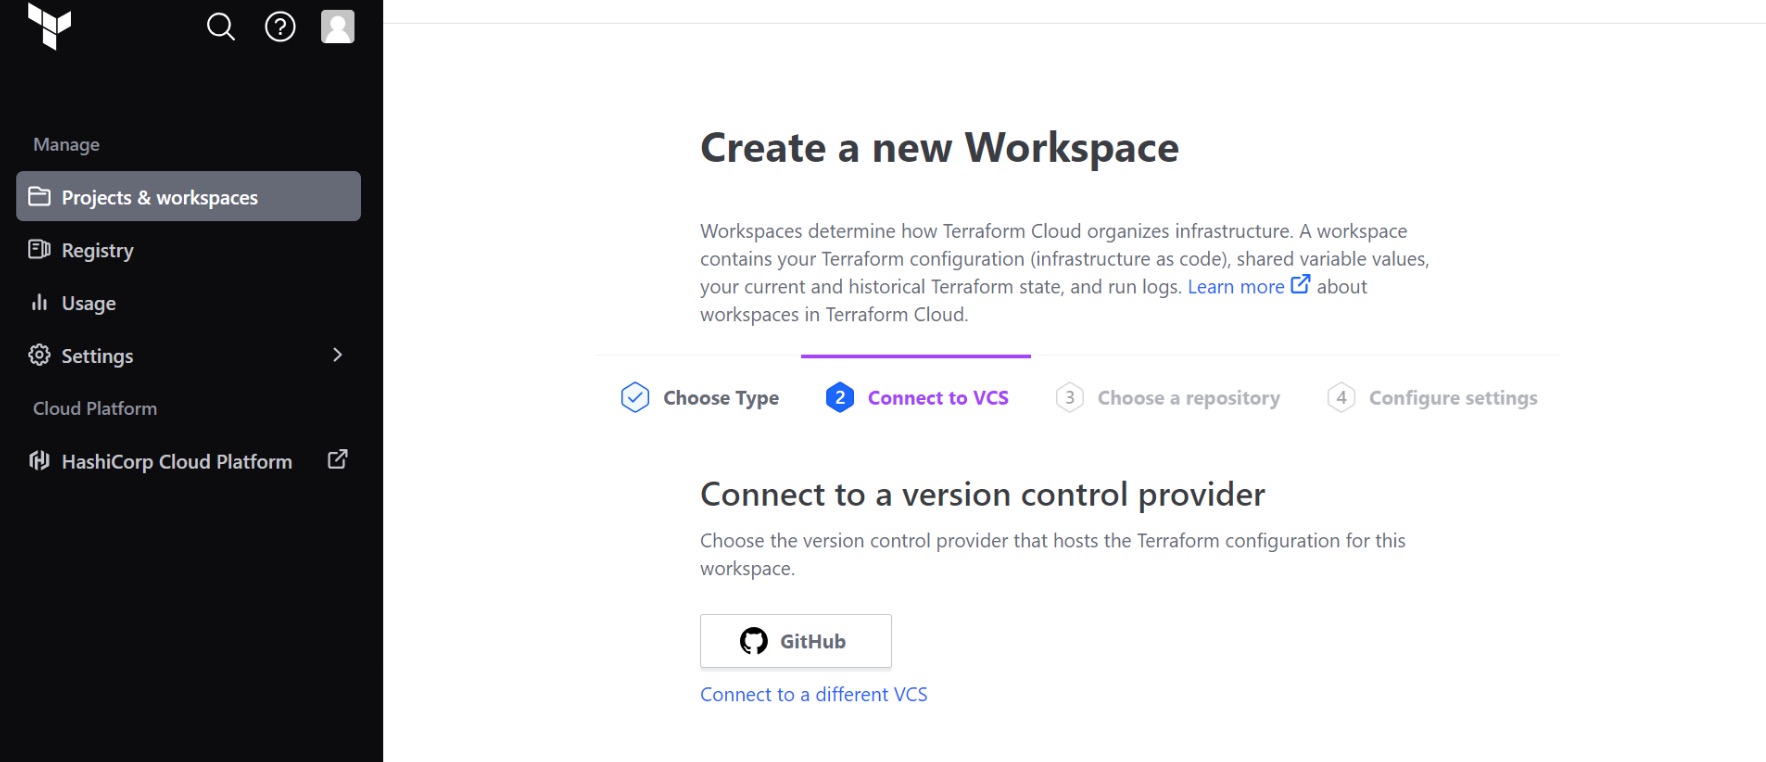 Manage
Projects & workspaces
Registry
Usage
Settings
Cloud Platform
HashiCorp Cloud Platform
Create a new Workspace
Workspaces determine how Terraform Cloud organizes infrastructure. A workspace
contains your Terraform configuration (infrastructure as code), shared variable values,
your current and historical Terraform state, and run logs. Learn more about
workspaces in Terraform Cloud.
Choose Type
2 Connect to VCS
3 Choose a repository
4 Configure settings
Connect to a version control provider
Choose the version control provider that hosts the Terraform configuration for this
workspace.
GitHub
Connect to a different VCS